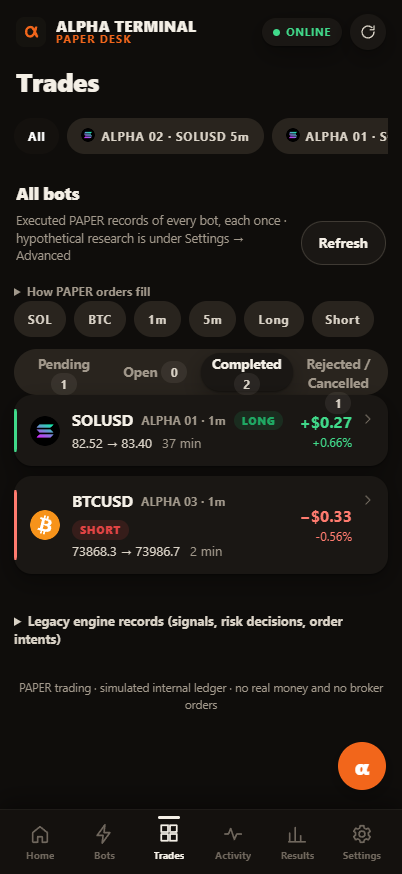 α ALPHA TERMINAL
PAPER DESK
ONLINE
Trades
All
ALPHA 02 · SOLUSD 5m
ALPHA 01 · S
All bots
Executed PAPER records of every bot, each once ·
hypothetical research is under Settings →
Advanced
Refresh
▶ How PAPER orders fill
SOL BTC 1m 5m Long Short
Pending 1
Open 0
Completed 2
Rejected /
Cancelled
1
SOLUSD ALPHA 01 · 1m LONG +$0.27
82.52 → 83.40 37 min +0.66%
BTCUSD ALPHA 03 · 1m
SHORT −$0.33
73868.3 → 73986.7 2 min -0.56%
▶ Legacy engine records (signals, risk decisions, order
intents)
PAPER trading · simulated internal ledger · no real money and no broker
orders
α
Home Bots Trades Activity Results Settings